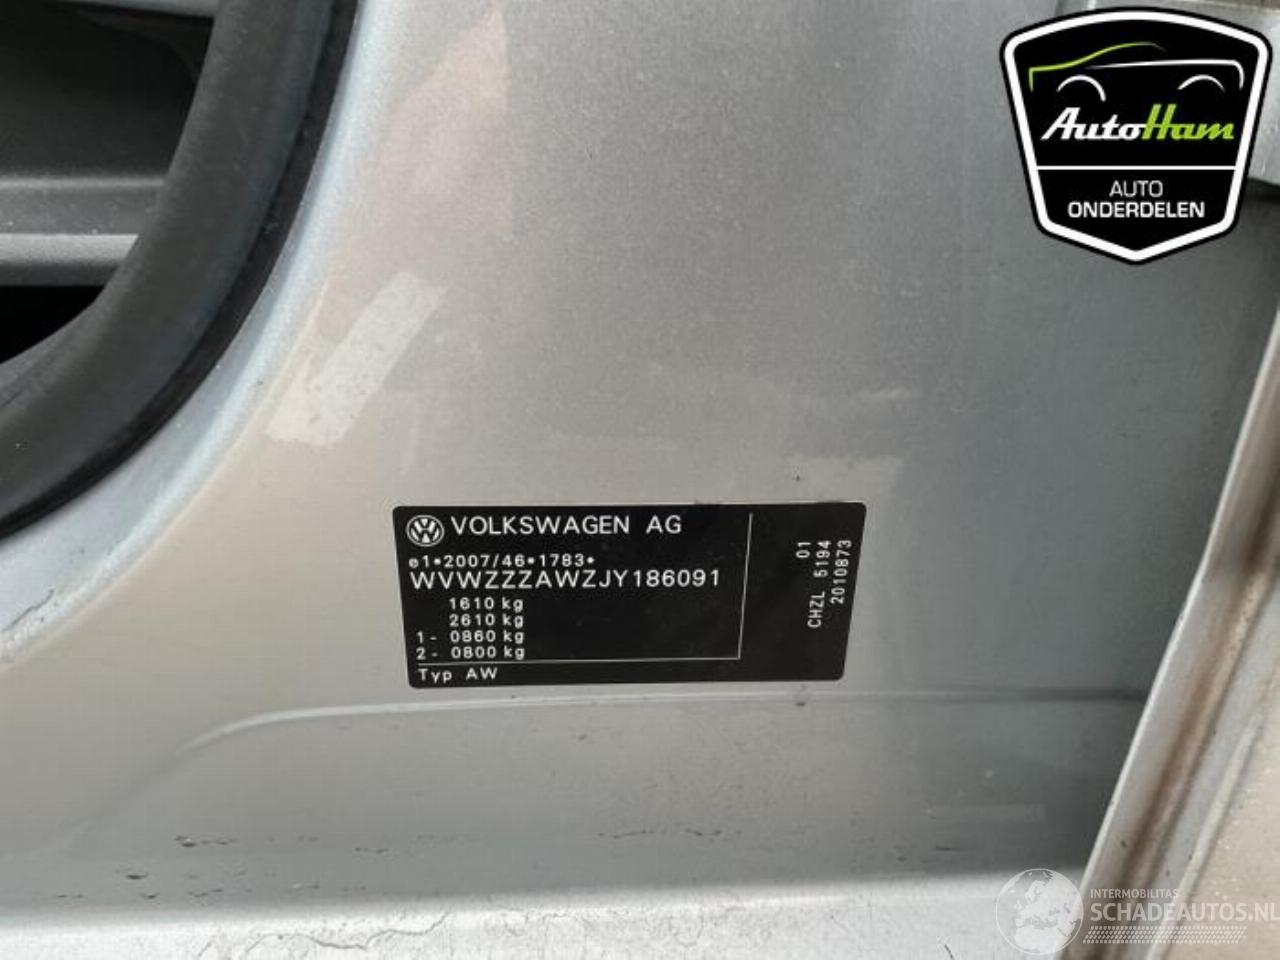 AutoHam
AUTO
ONDERDELEN
VOLKSWAGEN AG
e1*2007/46*1783*
WVWZZZAWZJY186091
1610 kg
2610 kg
1- 0860 kg
2- 0800 kg
Typ AW
01
CHZL 5194
2010873
INTERMOBILITAS
SCHADEAUTOS.NL